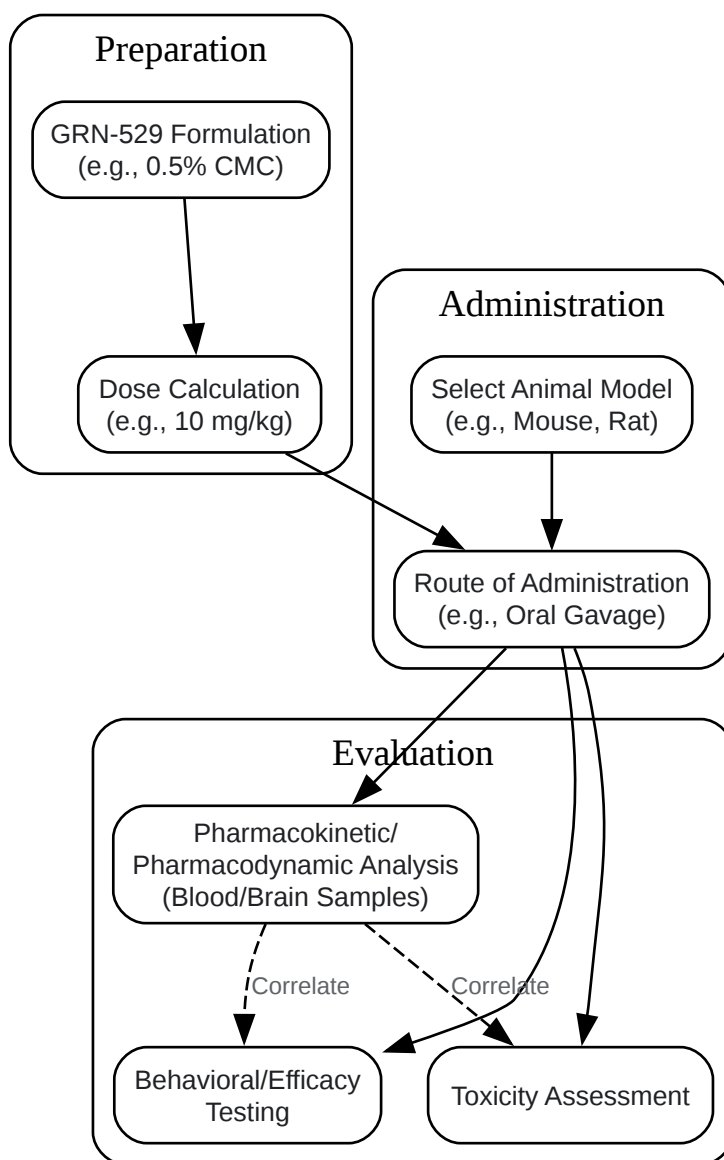 Preparation
GRN-529 Formulation
(e.g., 0.5% CMC)
Dose Calculation
(e.g., 10 mg/kg)
Administration
Select Animal Model
(e.g., Mouse, Rat)
Route of Administration
(e.g., Oral Gavage)
Evaluation
Pharmacokinetic/
Pharmacodynamic Analysis
(Blood/Brain Samples)
Correlate
Correlate
Behavioral/Efficacy
Testing
Toxicity Assessment